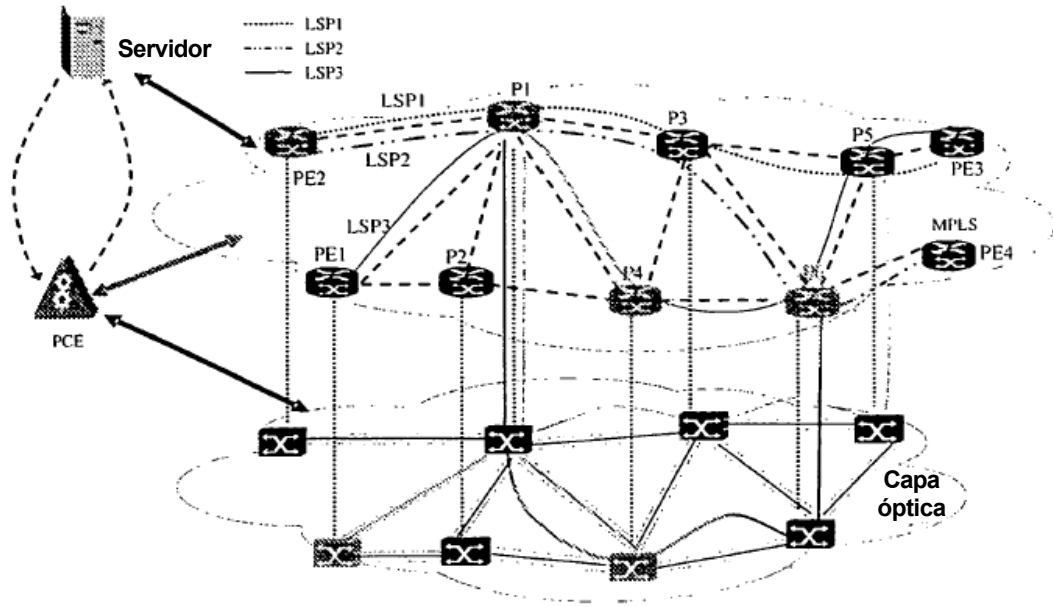 LSP1
Servidor
LSP2
LSP3
P1
LSP1
P3
P5
LSP2
PE2
PE3
LSP3
MPLS
PE1
P2
P4
PE4
PCE
Capa
óptica